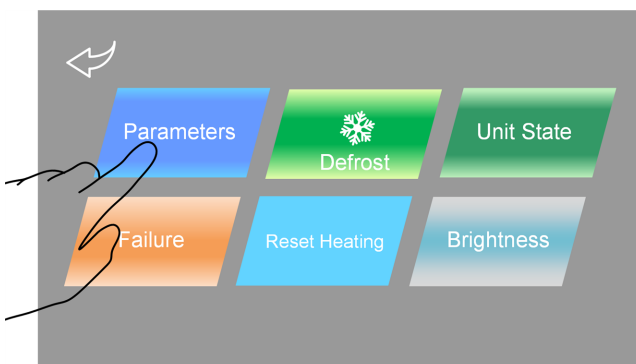 Parameters
Defrost
Unit State
Failure
Reset Heating
Brightness